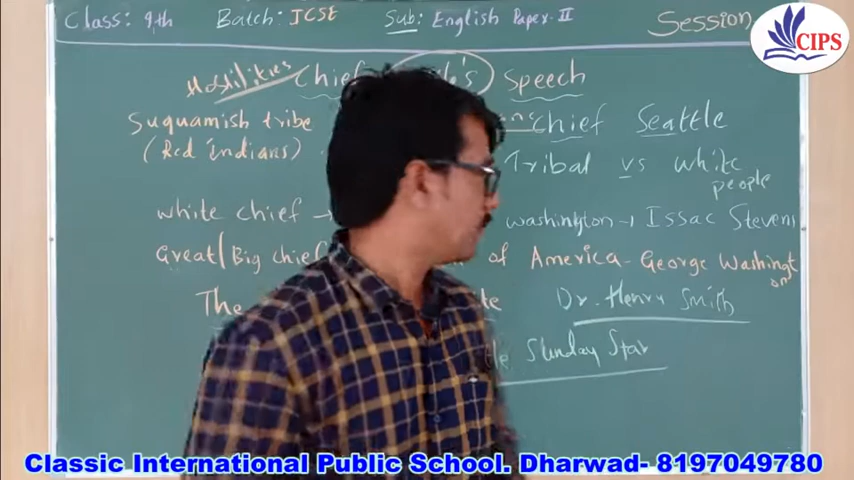 Class: 9th Batch: ICSE Sub: English Paper-II Session
CIPS
Hostilities Chief 's Speech
Suquamish tribe Chief Seattle
(Red indians) Tribal vs white
people
white chief → washington → Issac Stevens
Great/Big chief of America- George Washington
The Dr. Henry Smith
Sunday Star
Classic International Public School. Dharwad- 8197049780